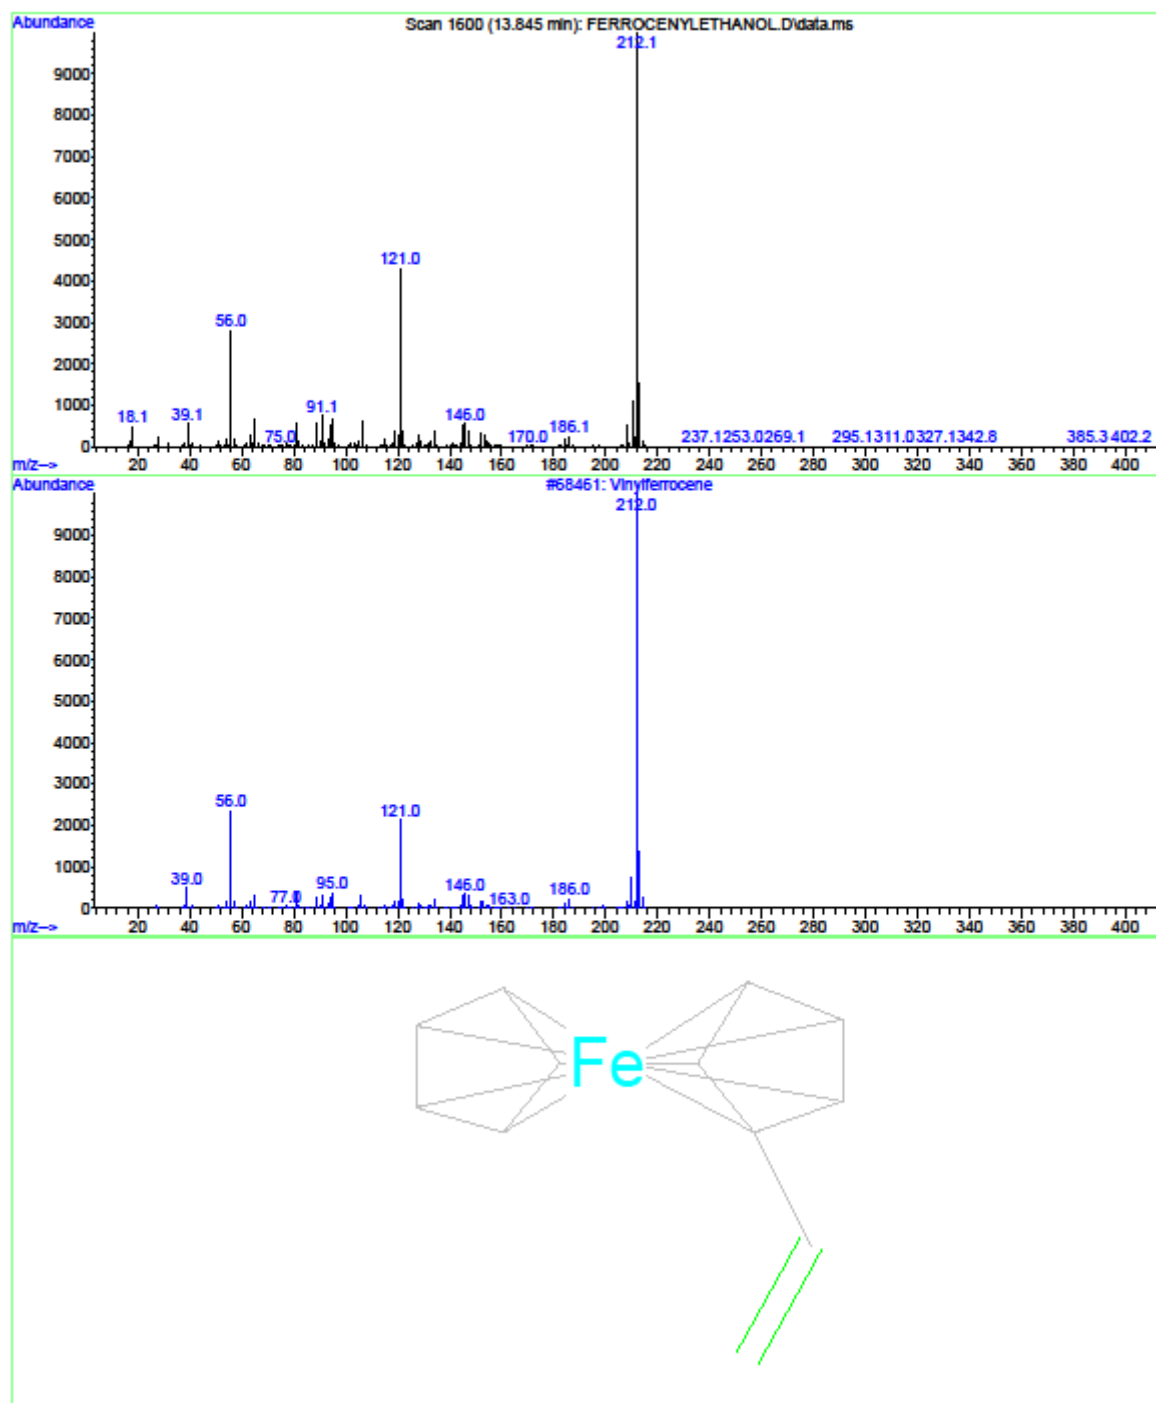 Abundance
Scan 1600 (13.845 min): FERROCENYLETHANOL.D\data.ms
212.1
9000
8000
7000
6000
5000
4000
3000
2000
1000
0
121.0
56.0
18.1 39.1 75.0 91.1 146.0 170.0 186.1 237.1253.0269.1 295.1311.0327.1342.8 385.3402.2
m/z--> 20 40 60 80 100 120 140 160 180 200 220 240 260 280 300 320 340 360 380 400
Abundance
#68461: Vinylferrocene
212.0
9000
8000
7000
6000
5000
4000
3000
2000
1000
0
56.0
121.0
39.0 77.0 95.0 146.0 163.0 186.0
m/z--> 20 40 60 80 100 120 140 160 180 200 220 240 260 280 300 320 340 360 380 400
Fe